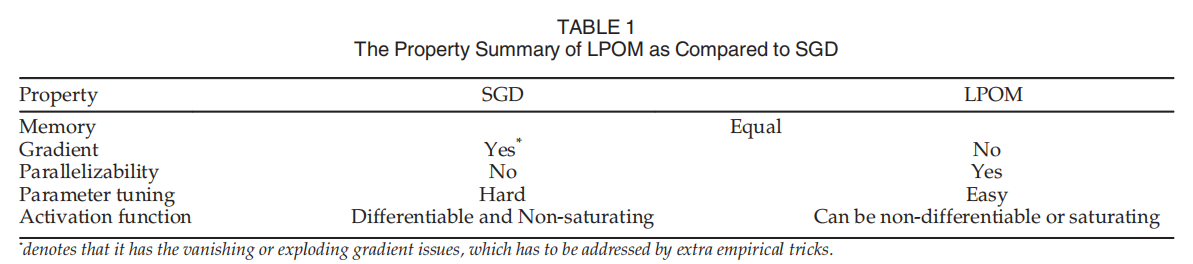 TABLE 1
The Property Summary of LPOM as Compared to SGD
Property SGD LPOM
Memory Equal
Gradient Yes* No
Parallelizability No Yes
Parameter tuning Hard Easy
Activation function Differentiable and Non-saturating Can be non-differentiable or saturating
*denotes that it has the vanishing or exploding gradient issues, which has to be addressed by extra empirical tricks.